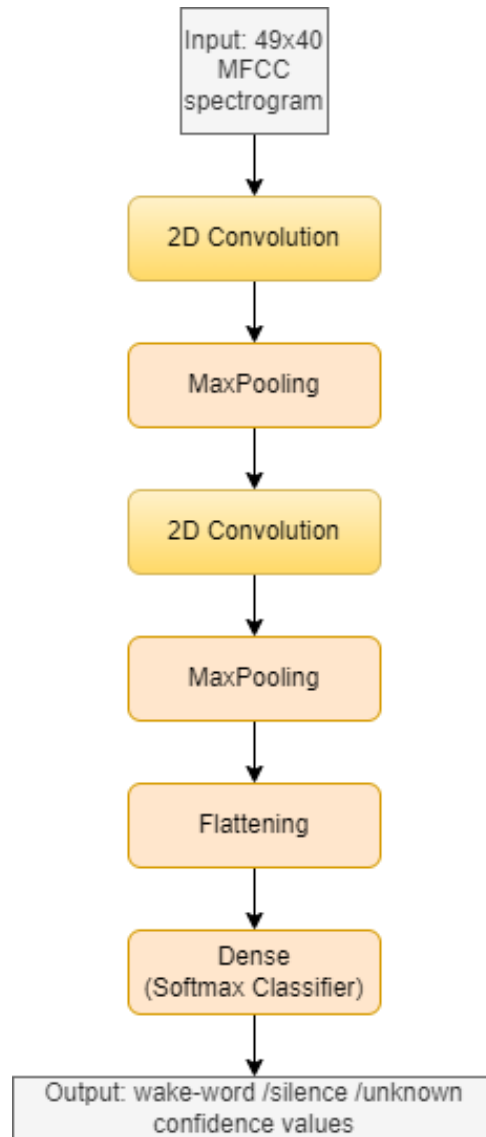 Input: 49x40
MFCC
spectrogram
2D Convolution
MaxPooling
2D Convolution
MaxPooling
Flattening
Dense
(Softmax Classifier)
Output: wake-word /silence /unknown
confidence values